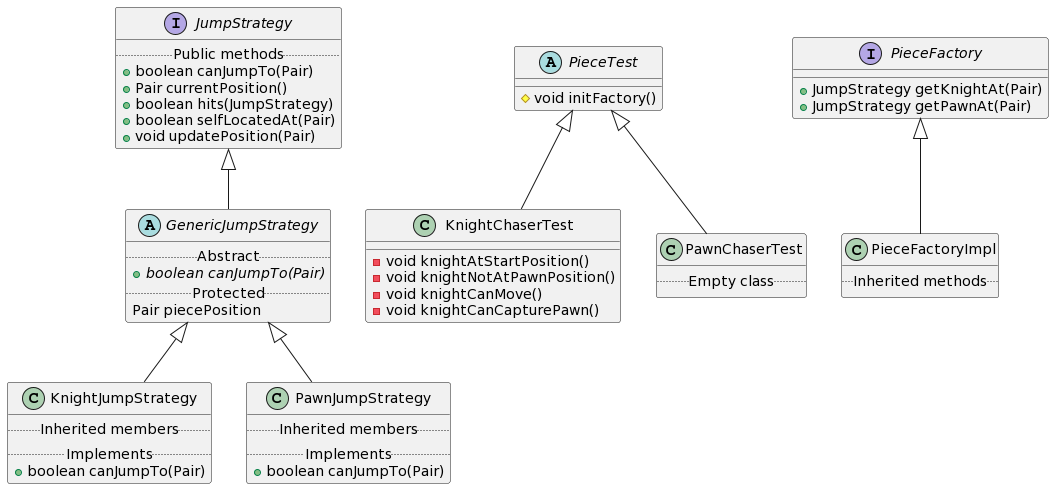 I JumpStrategy
Public methods
boolean canJumpTo(Pair)
Pair currentPosition()
boolean hits(JumpStrategy)
boolean selfLocatedAt(Pair)
void updatePosition(Pair)
A PieceTest
void initFactory()
I PieceFactory
JumpStrategy getKnightAt(Pair)
JumpStrategy getPawnAt(Pair)
A GenericJumpStrategy
Abstract
boolean canJumpTo(Pair)
Protected
Pair piecePosition
C KnightChaserTest
void knightAtStartPosition()
void knightNotAtPawnPosition()
void knightCanMove()
void knightCanCapturePawn()
C PawnChaserTest
Empty class
C PieceFactoryImpl
Inherited methods
C KnightJumpStrategy
Inherited members
Implements
boolean canJumpTo(Pair)
C PawnJumpStrategy
Inherited members
Implements
boolean canJumpTo(Pair)